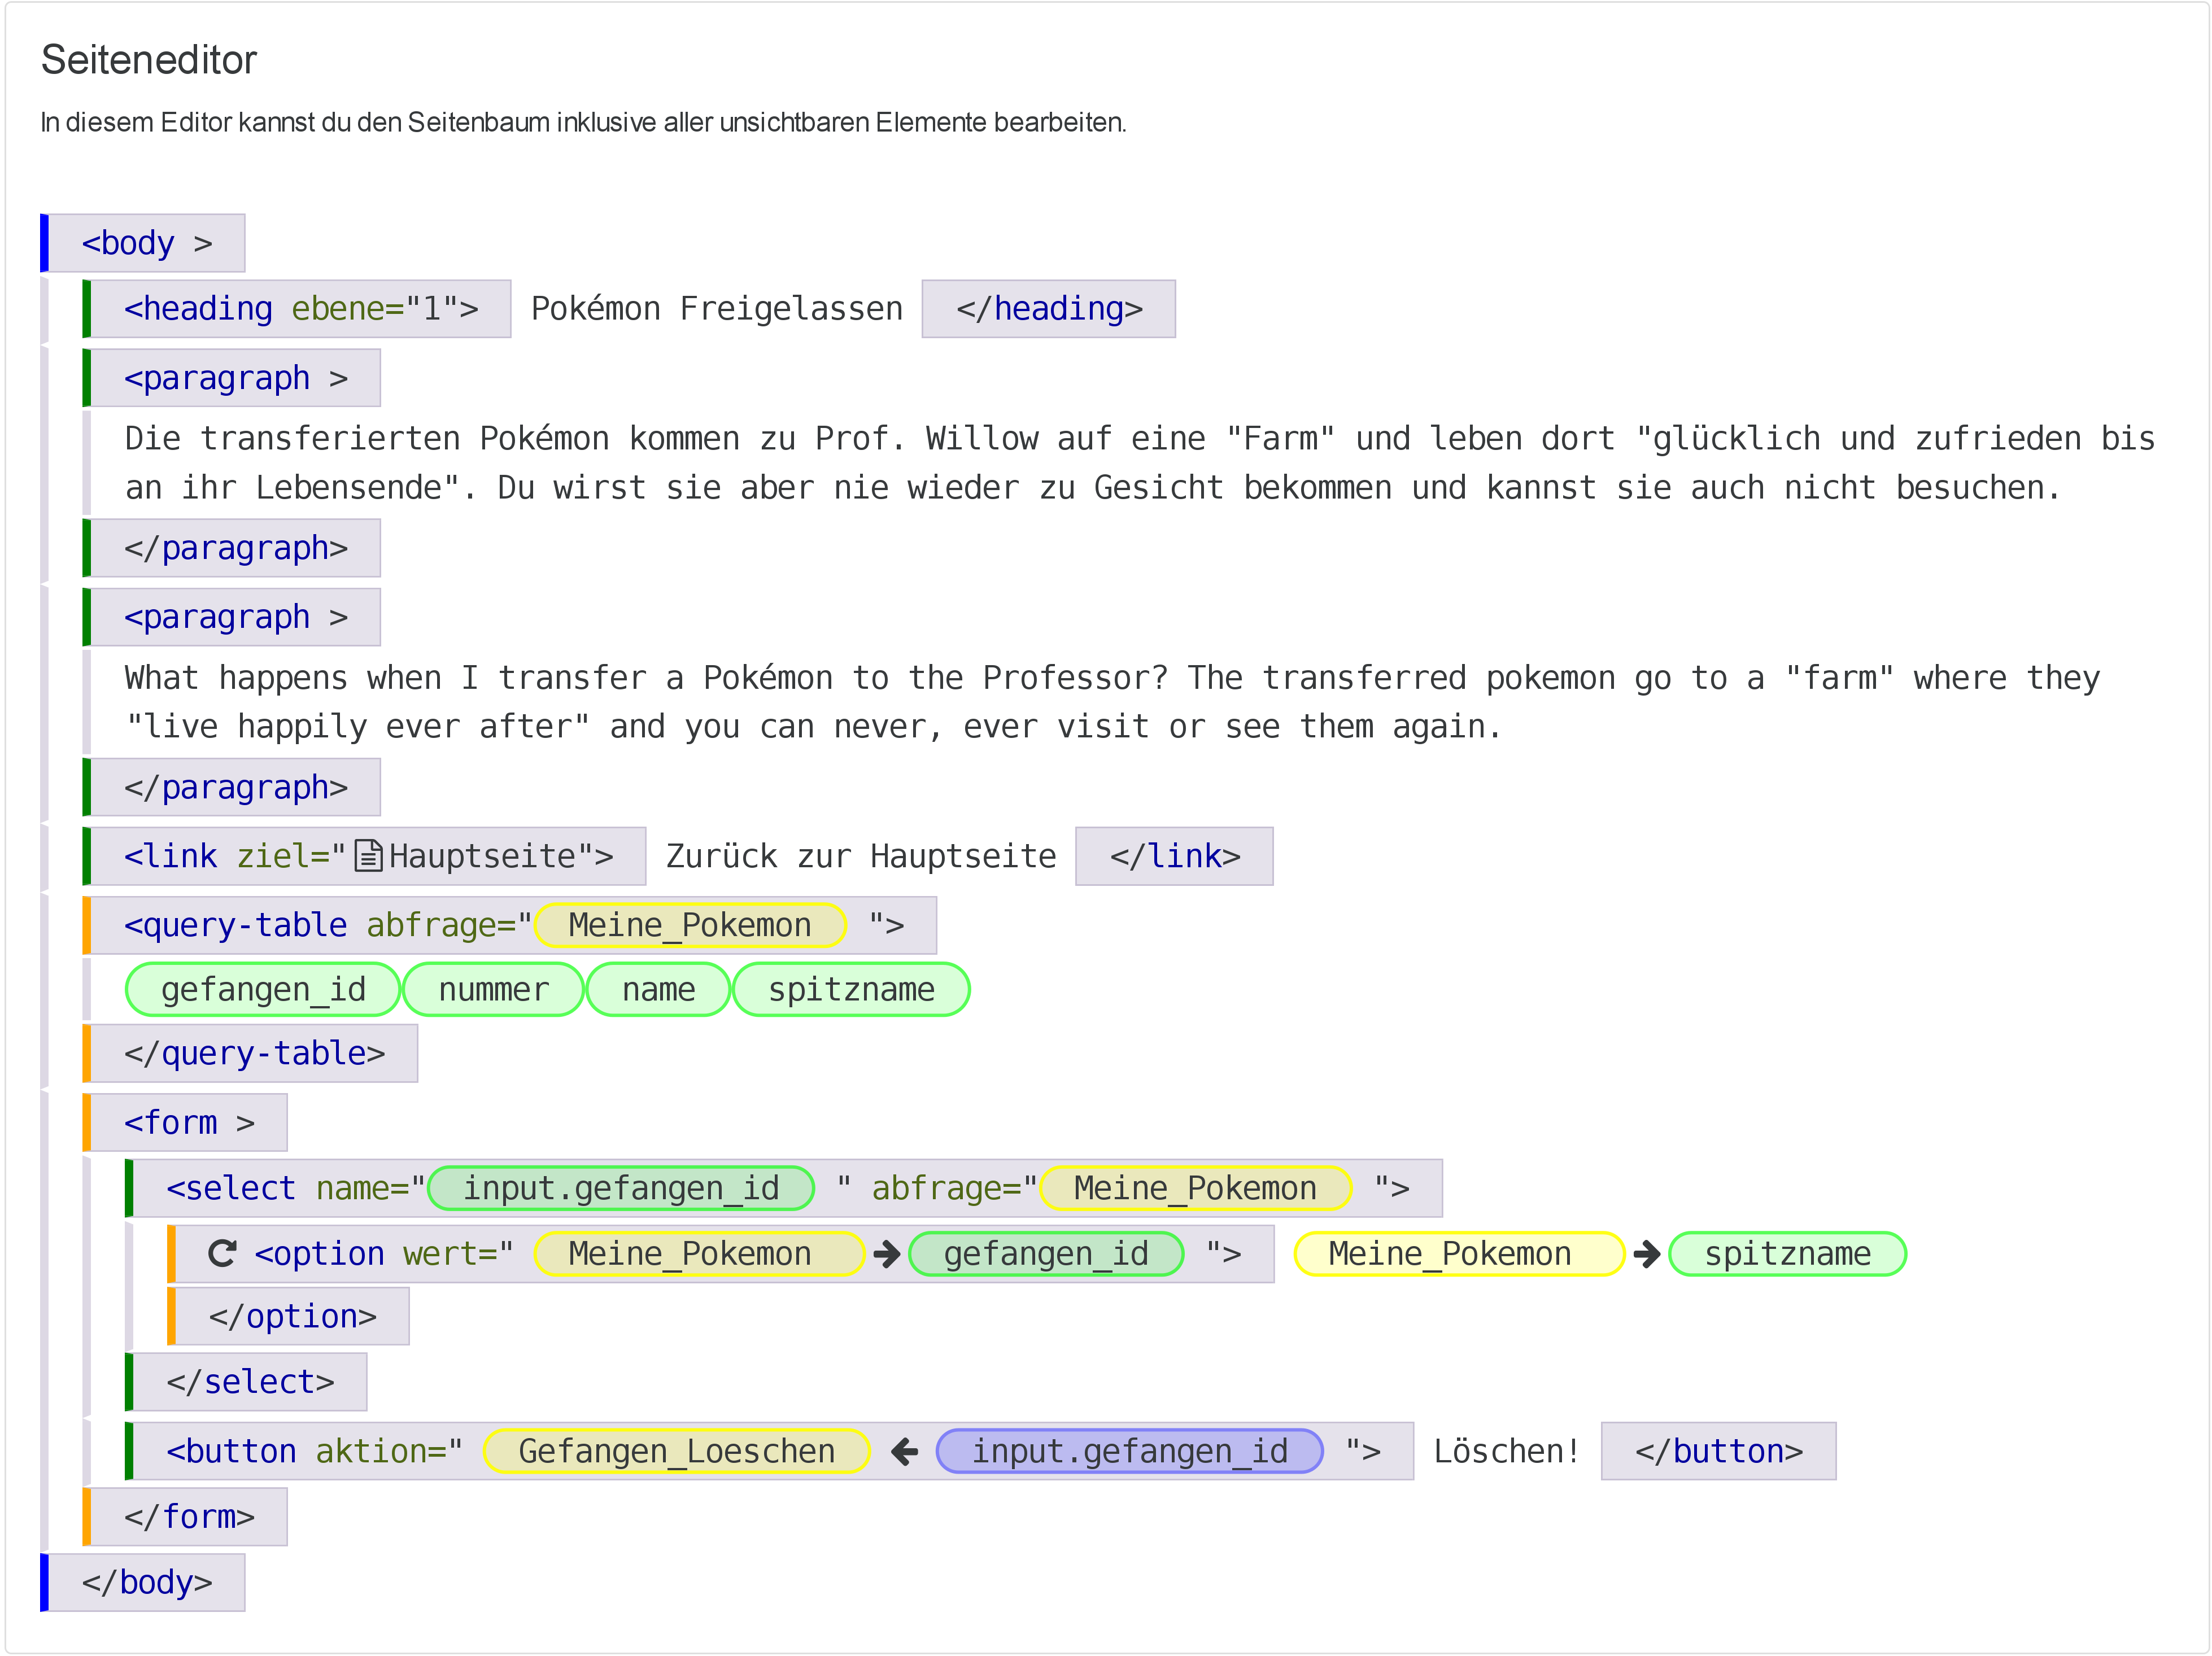 Seiteneditor
In diesem Editor kannst du den Seitenbaum inklusive aller unsichtbaren Elemente bearbeiten.
<body >
<heading ebene="1"> Pokémon Freigelassen </heading>
<paragraph >
Die transferierten Pokémon kommen zu Prof. Willow auf eine "Farm" und leben dort "glücklich und zufrieden bis
an ihr Lebensende". Du wirst sie aber nie wieder zu Gesicht bekommen und kannst sie auch nicht besuchen.
</paragraph>
<paragraph >
What happens when I transfer a Pokémon to the Professor? The transferred pokemon go to a "farm" where they
"live happily ever after" and you can never, ever visit or see them again.
</paragraph>
<link ziel="Hauptseite"> Zurück zur Hauptseite </link>
<query-table abfrage="Meine_Pokemon ">
gefangen_id nummer name spitzname
</query-table>
<form >
<select name="input.gefangen_id " abfrage="Meine_Pokemon ">
<option wert=" Meine_Pokemon → gefangen_id "> Meine_Pokemon → spitzname
</option>
</select>
<button aktion=" Gefangen_Loeschen ← input.gefangen_id "> Löschen! </button>
</form>
</body>